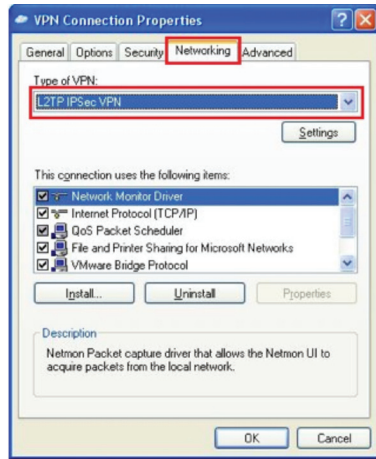 VPN Connection Properties
General Options Security Networking Advanced
Type of VPN:
L2TP IPSec VPN
Settings
This connection uses the following items:
Network Monitor Driver
Internet Protocol (TCP/IP)
QoS Packet Scheduler
File and Printer Sharing for Microsoft Networks
VMware Bridge Protocol
Install... Uninstall Properties
Description
Netmon Packet capture driver that allows the Netmon UI to
acquire packets from the local network.
OK Cancel